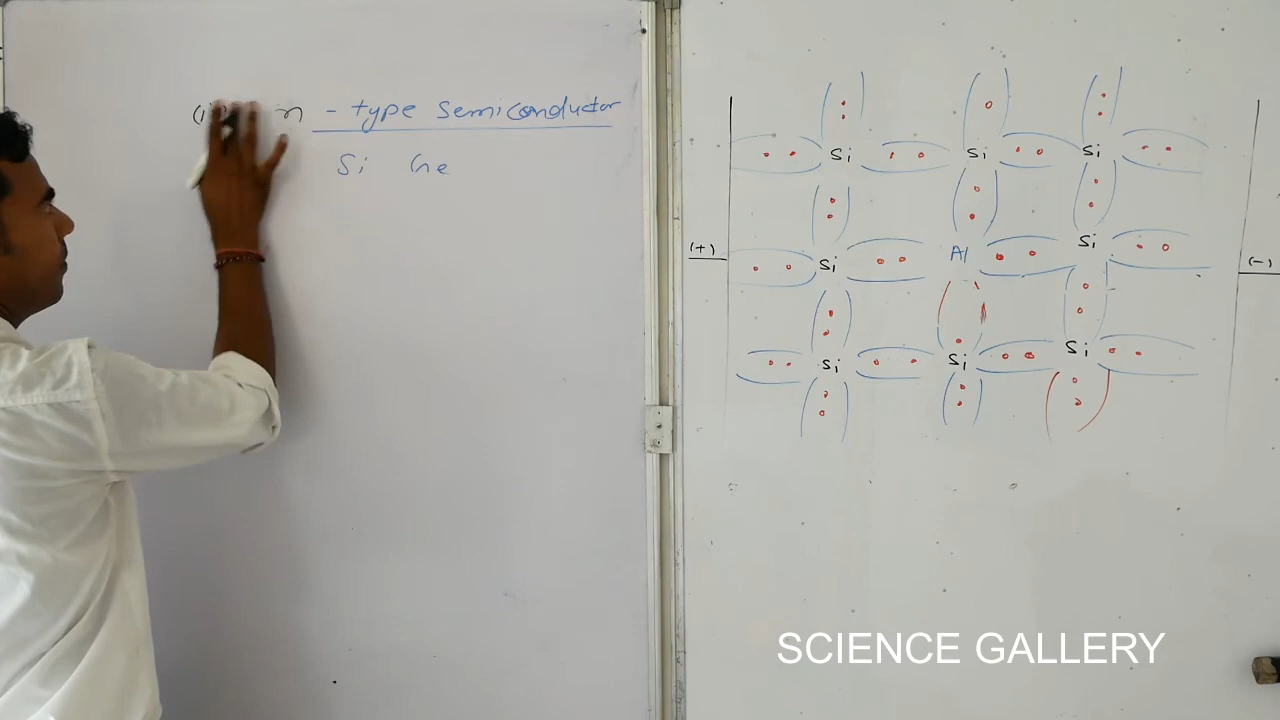 n - type semiconductor
Si Ge
Si Si Si
(+) Si Al Si (-)
Si Si Si
SCIENCE GALLERY